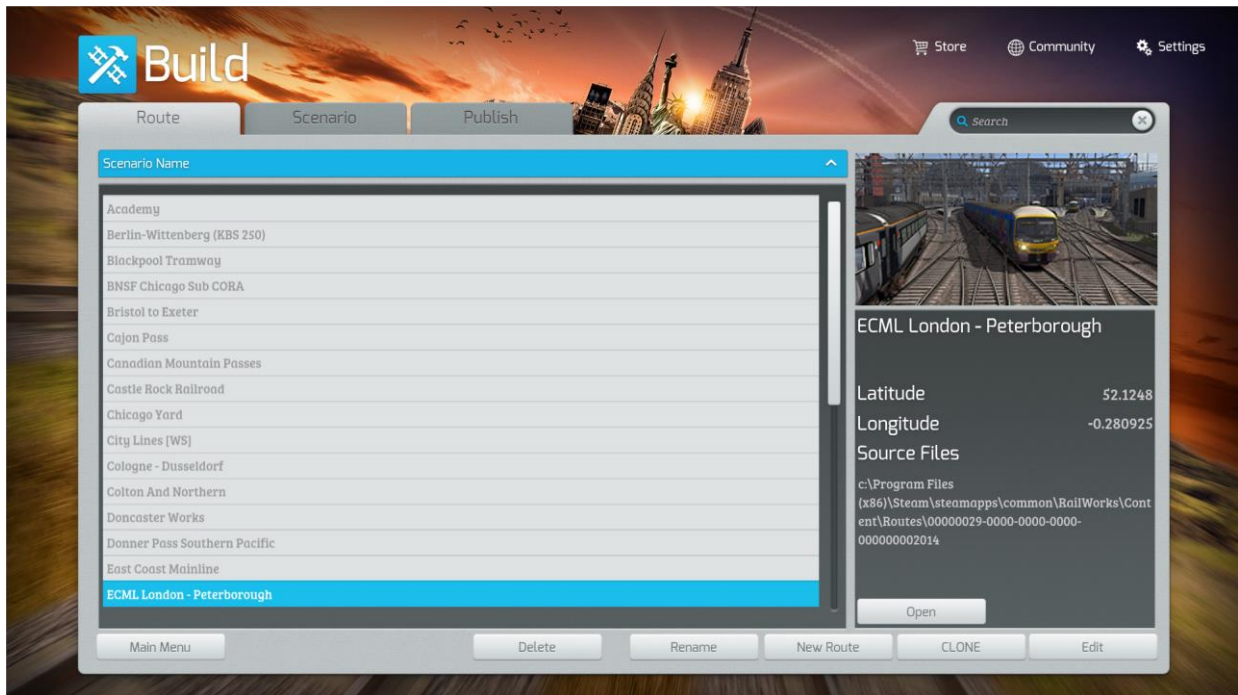 Build
Store
Community
Settings
Route
Scenario
Publish
Search
Scenario Name
Academy
Berlin-Wittenberg (KBS 250)
Blackpool Tramway
BNSF Chicago Sub CORA
Bristol to Exeter
Cajon Pass
Canadian Mountain Passes
Castle Rock Railroad
Chicago Yard
City Lines [WS]
Cologne - Dusseldorf
Colton And Northern
Doncaster Works
Donner Pass Southern Pacific
East Coast Mainline
ECML London - Peterborough
ECML London - Peterborough
Latitude 52.1248
Longitude -0.280925
Source Files
c:\Program Files
(x86)\Steam\steamapps\common\RailWorks\Cont
ent\Routes\00000029-0000-0000-0000-
000000002014
Open
Main Menu
Delete
Rename
New Route
CLONE
Edit